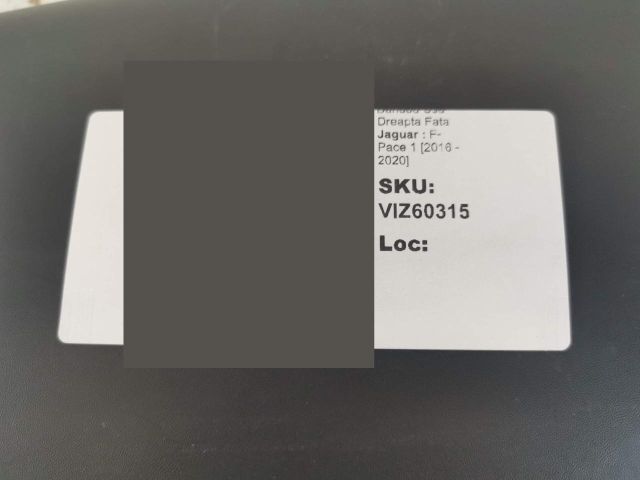 Dreapta Fata
Jaguar : F-
Pace 1 [2016 -
2020]
SKU:
VIZ60315
Loc: